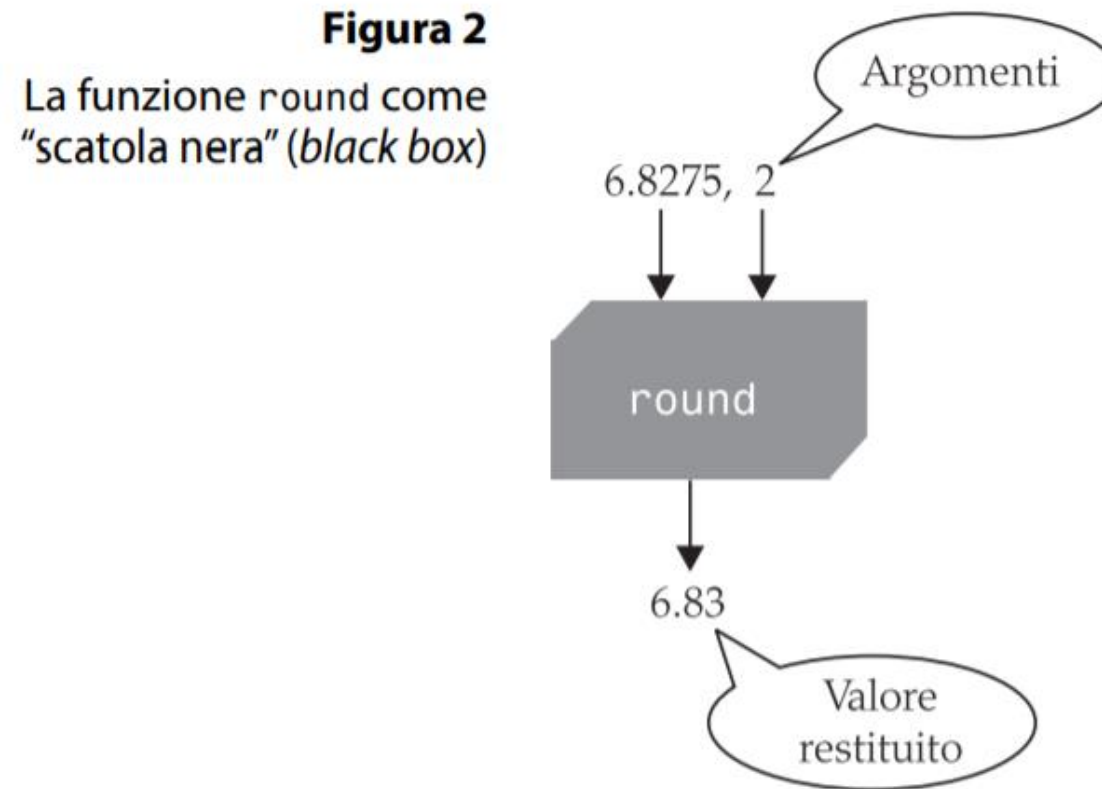 Figura 2
La funzione round come
“scatola nera” (black box)
Argomenti
6.8275, 2
round
6.83
Valore
restituito